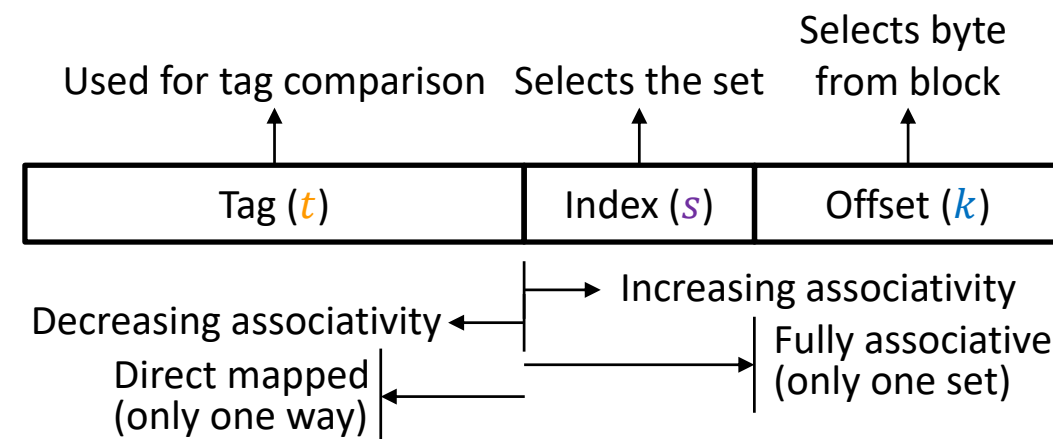 Selects byte
Used for tag comparison Selects the set from block
Tag (t) Index (s) Offset (k)
Increasing associativity
Decreasing associativity
Fully associative
(only one set)
Direct mapped
(only one way)